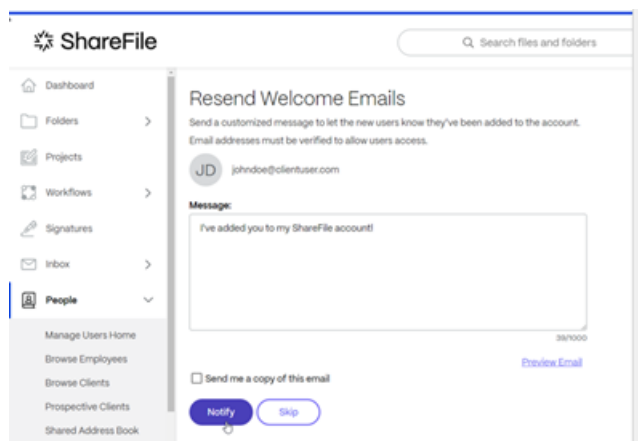 ShareFile
Search files and folders
Dashboard
Folders
Projects
Workflows
Signatures
Inbox
People
Manage Users Home
Browse Employees
Browse Clients
Prospective Clients
Shared Address Book
Resend Welcome Emails
Send a customized message to let the new users know they've been added to the account.
Email addresses must be verified to allow users access.
JD
johndoe@clientuser.com
Message:
I've added you to my ShareFile account!
39/1000
Preview Email
Send me a copy of this email
Notify
Skip